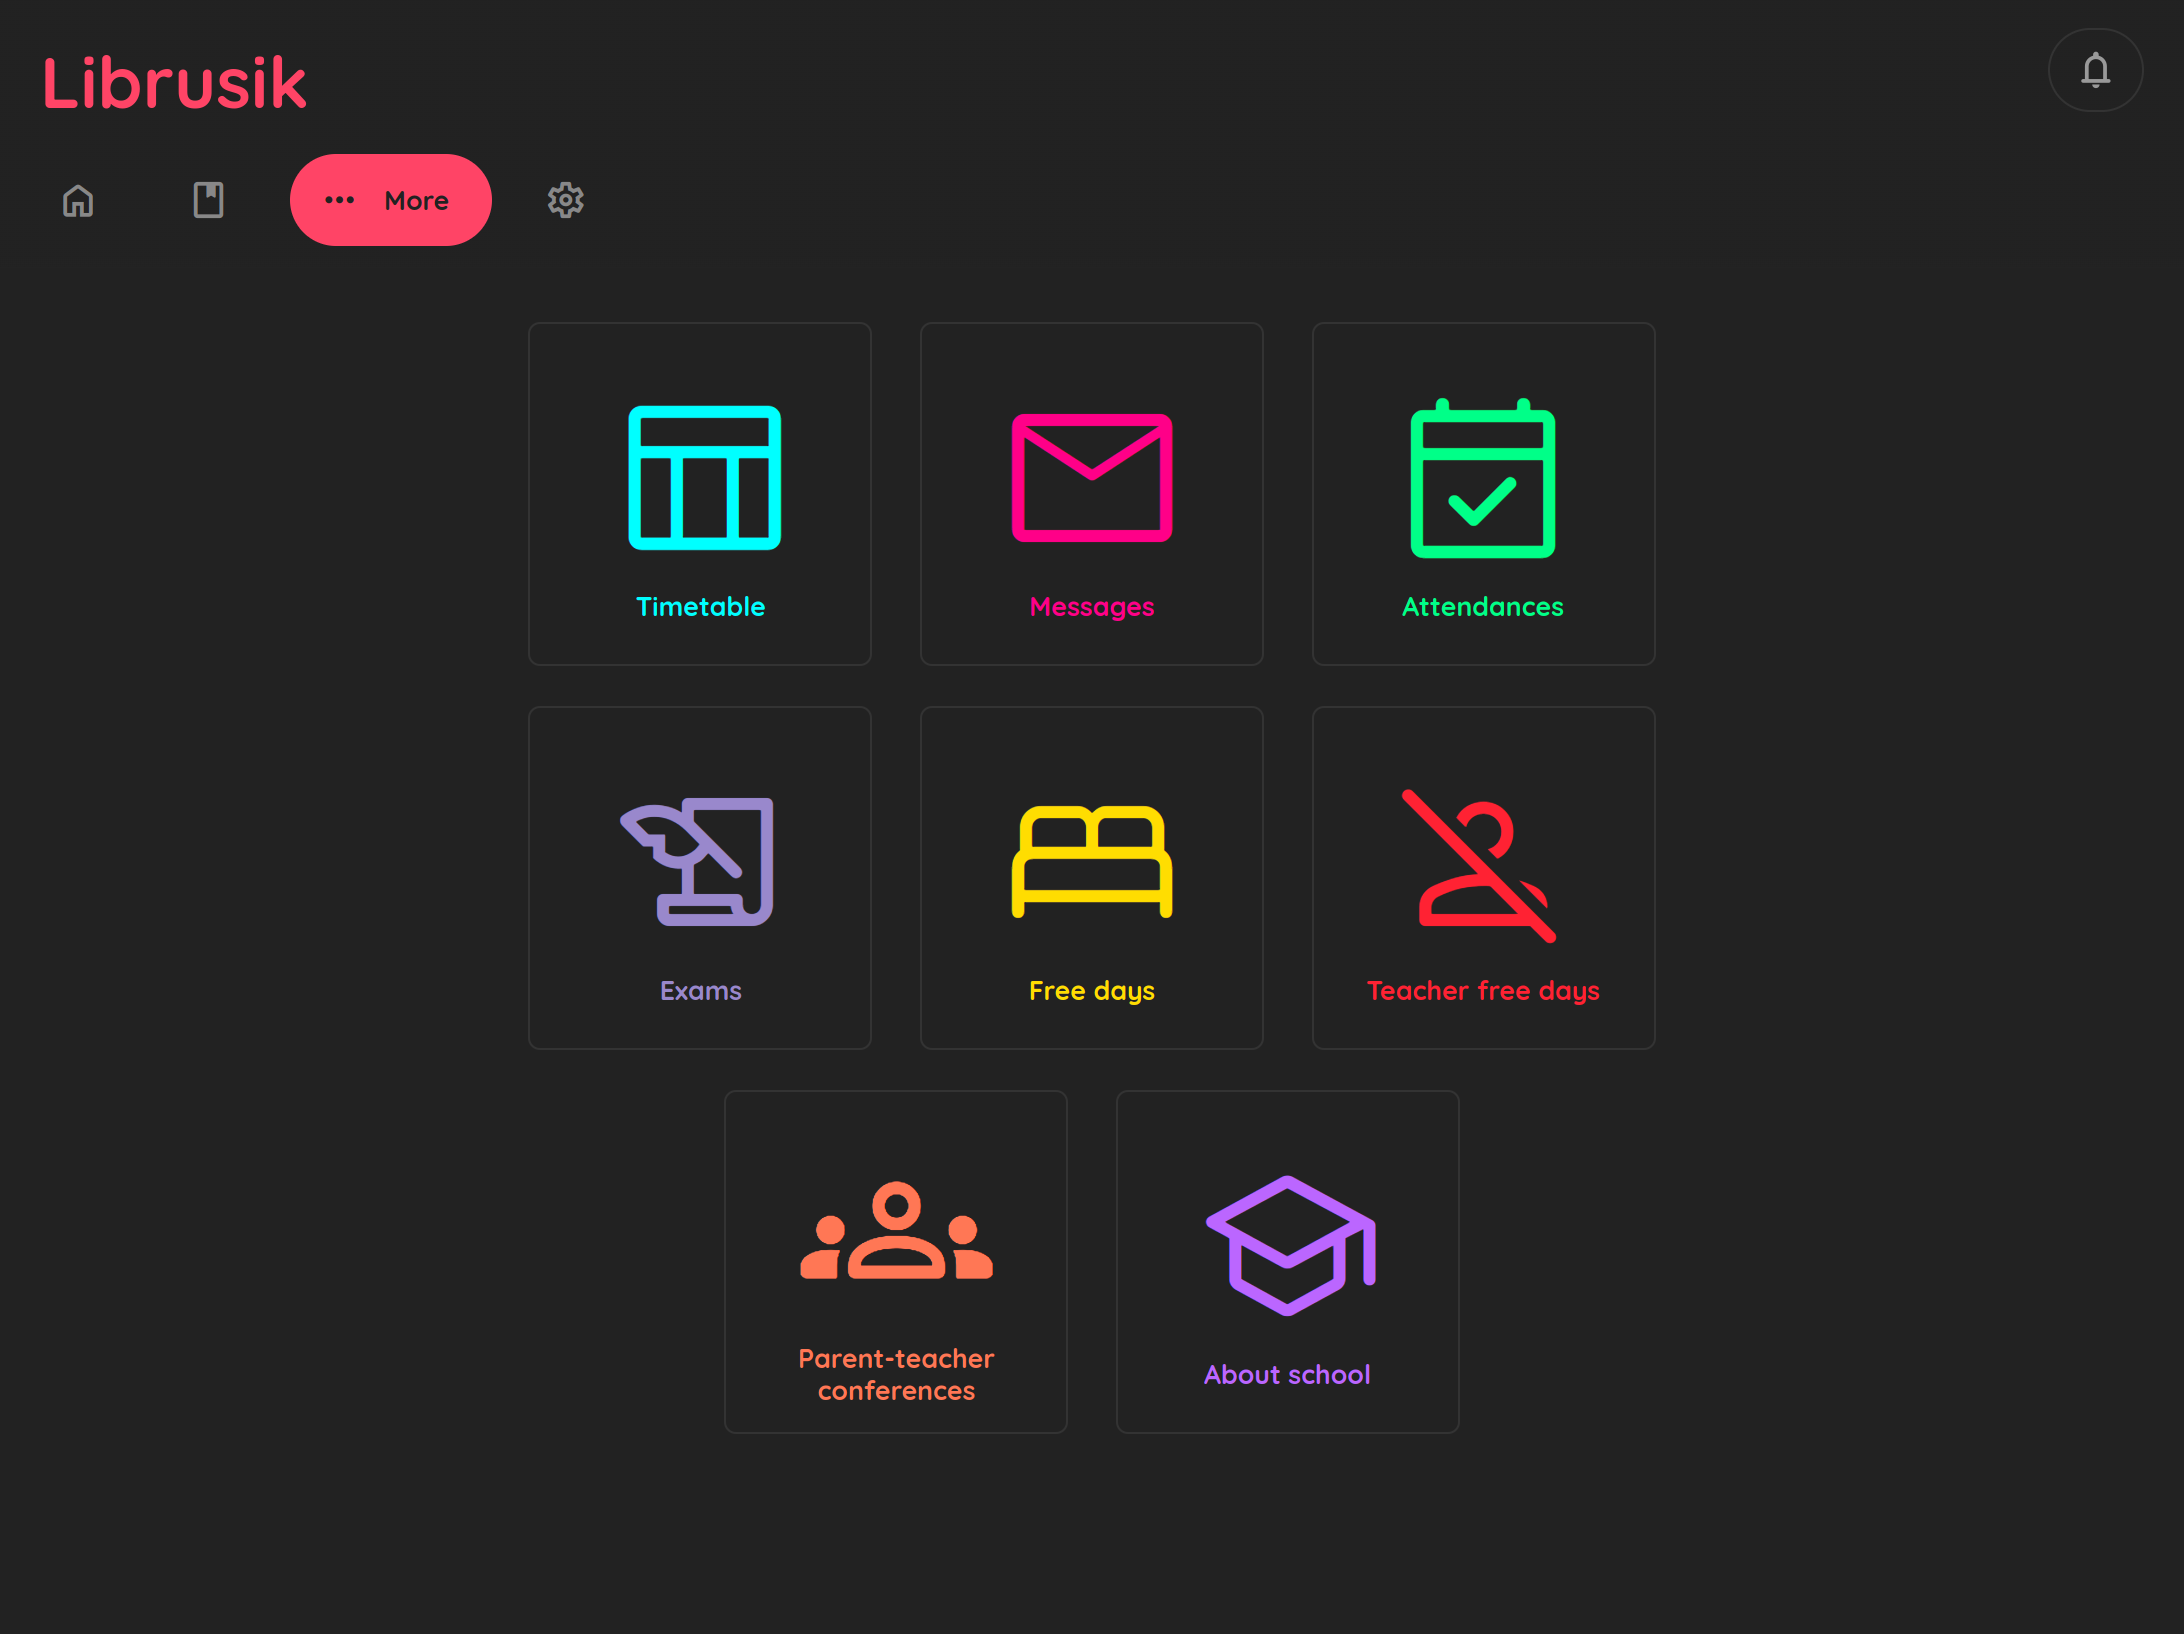 Librusik
More
Timetable
Messages
Attendances
Exams
Free days
Teacher free days
Parent-teacher
conferences
About school